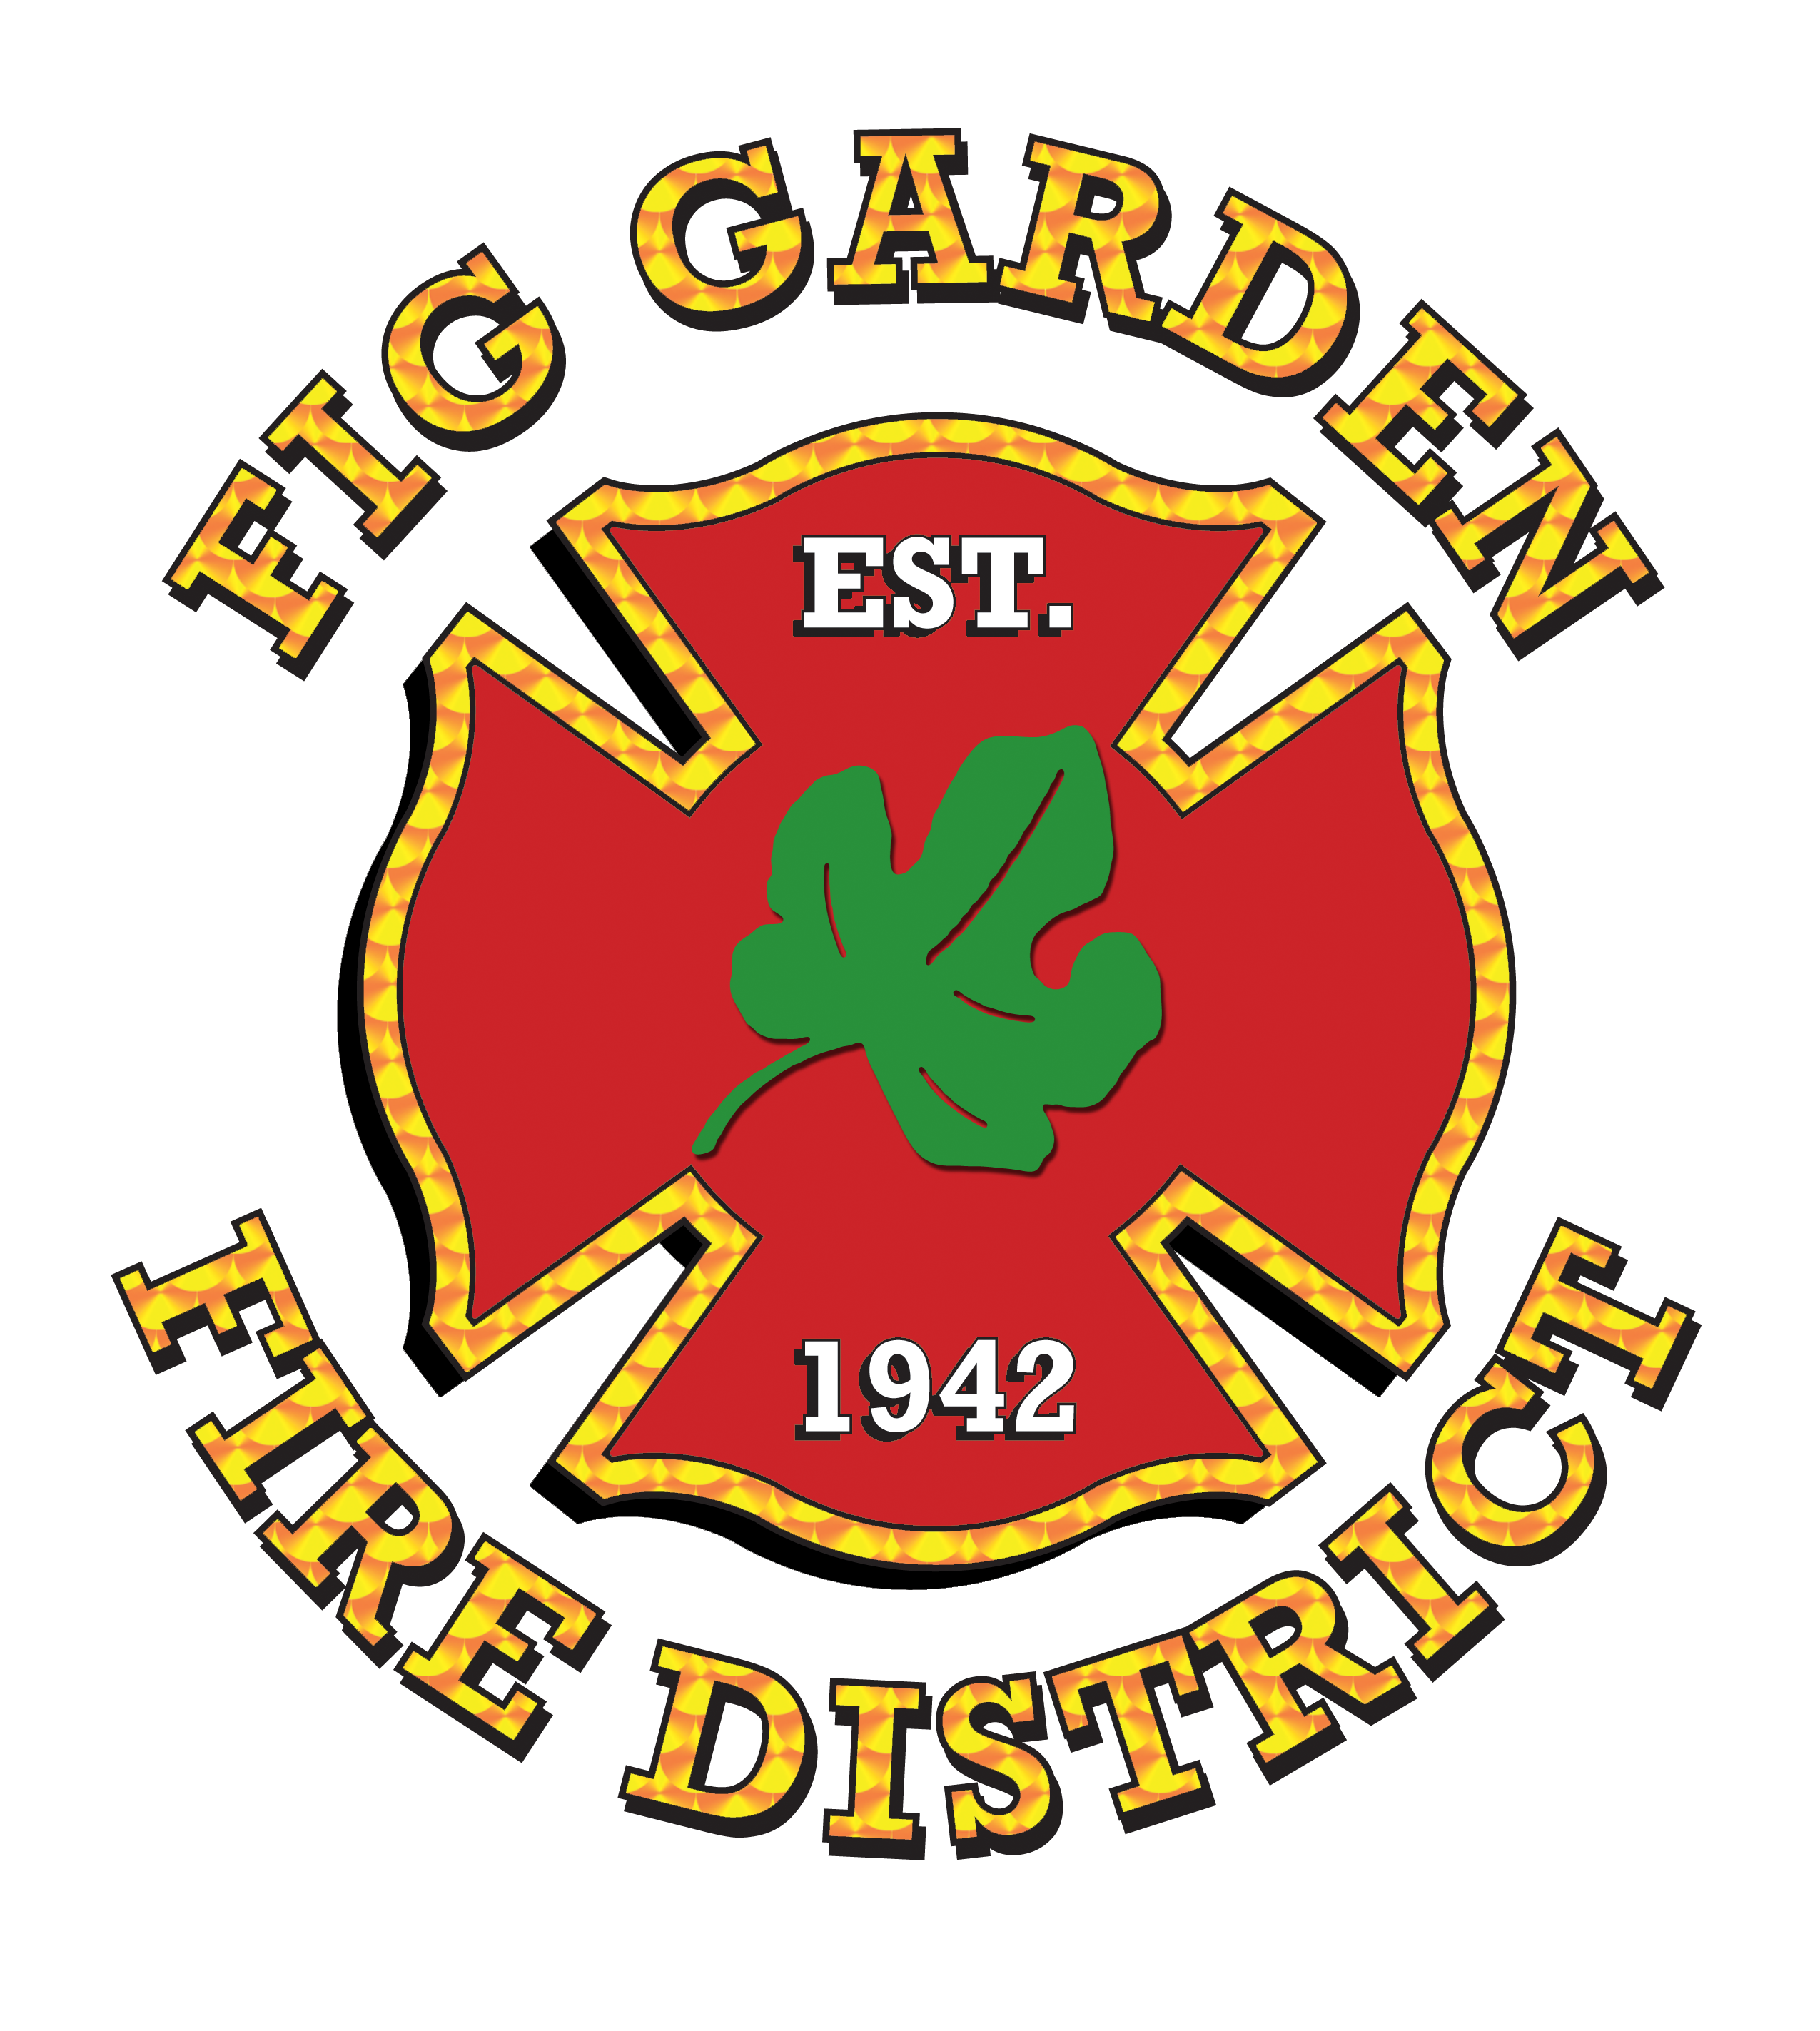 FIG GARDEN
EST.
1942
FIRE DISTRICT